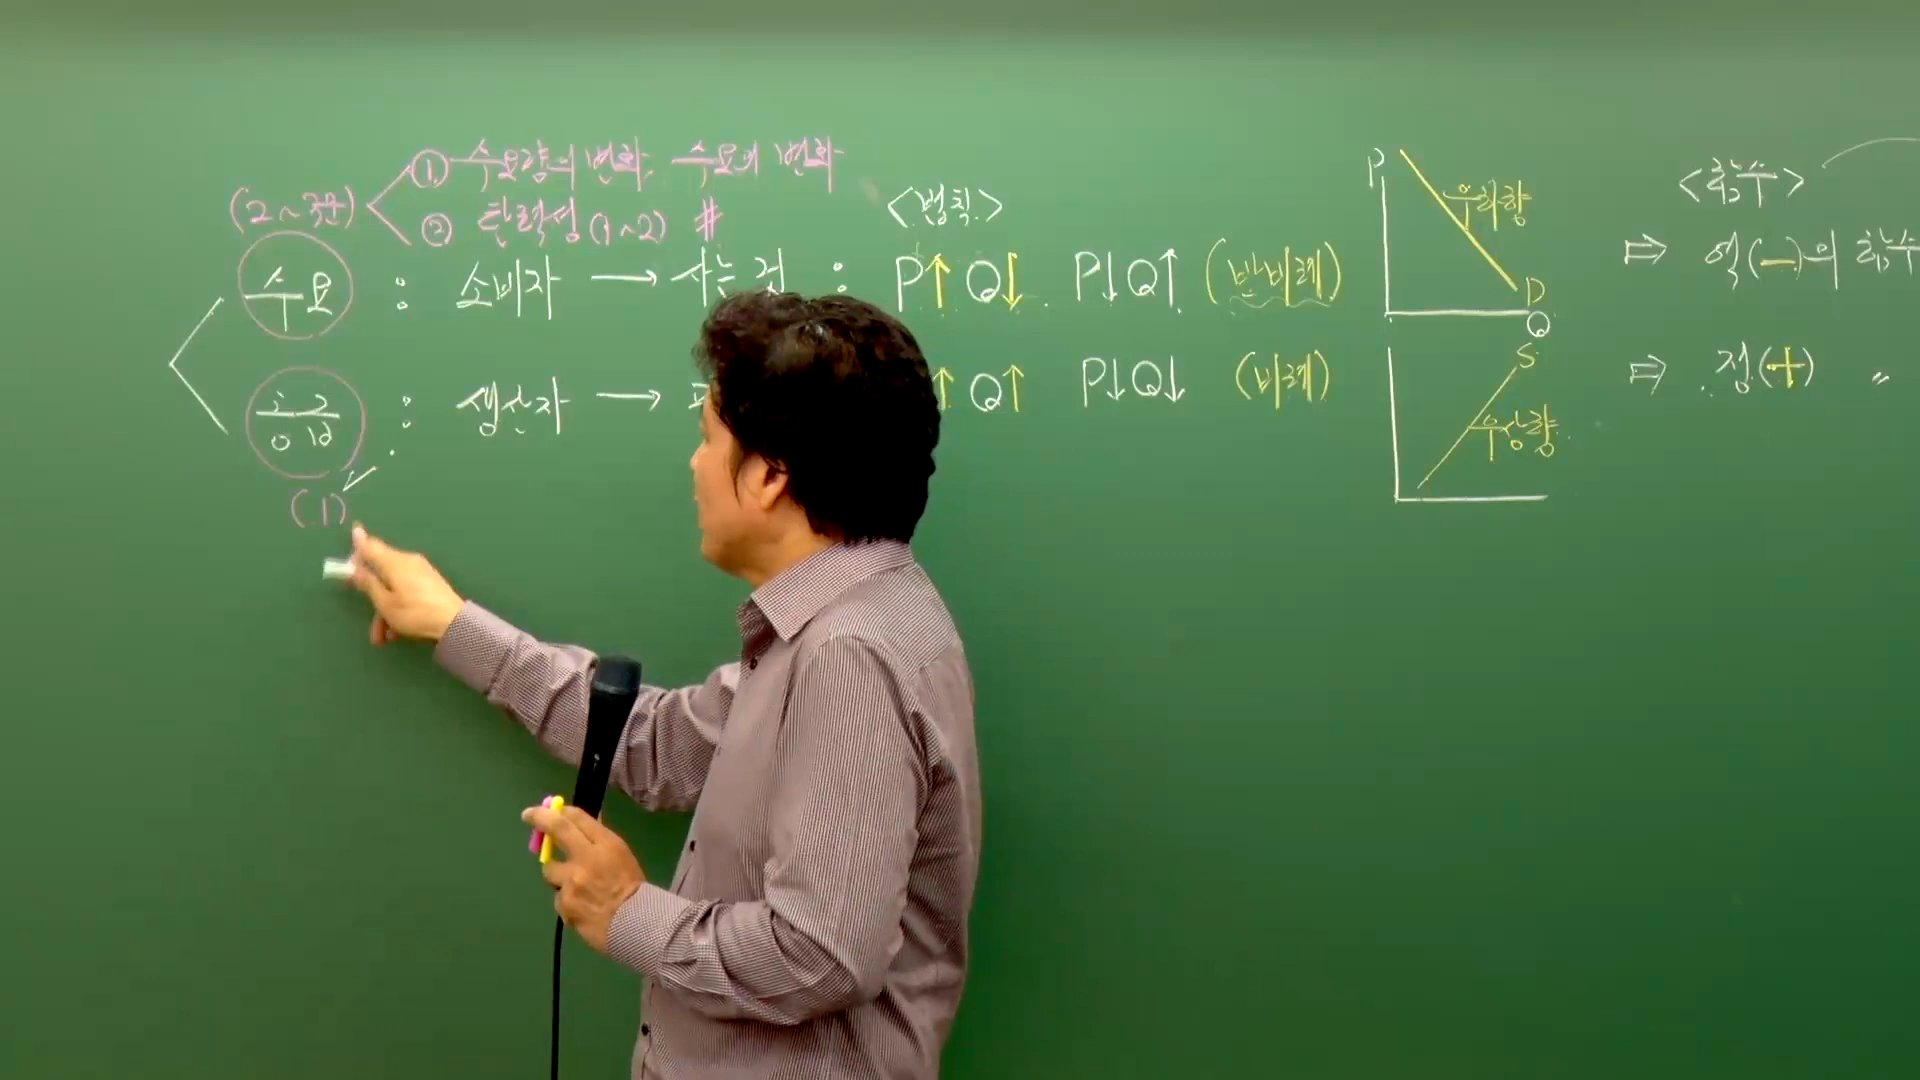 (2~3문) ① 수요량의 변화, 수요의 변화
② 탄력성 (1~2) #
<법칙>
수요 : 소비자 → 사는 것 : P↑ Q↓ . P↓Q↑ (반비례)
공급 : 생산자 → ↑ Q↑ P↓Q↓ (비례)
(1)
P
우하향
D
Q
S
우상향
<함수>
⇒ 역(-)의 함수
⇒ 정(+) 〃